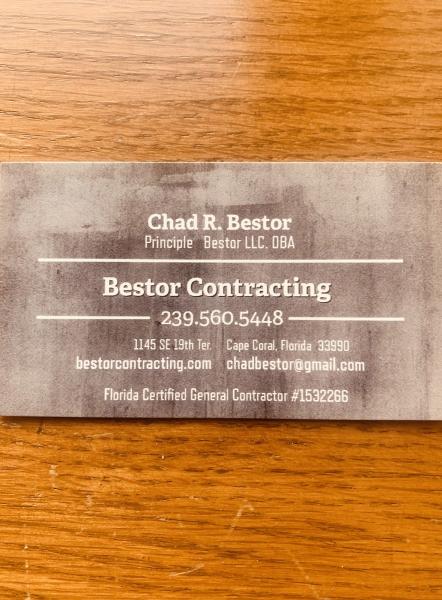 Chad R. Bestor
Principle Bestor LLC. DBA
Bestor Contracting
239.560.5448
1145 SE 19th Ter. Cape Coral, Florida 33990
bestorcontracting.com chadbestor@gmail.com
Florida Certified General Contractor #1532266